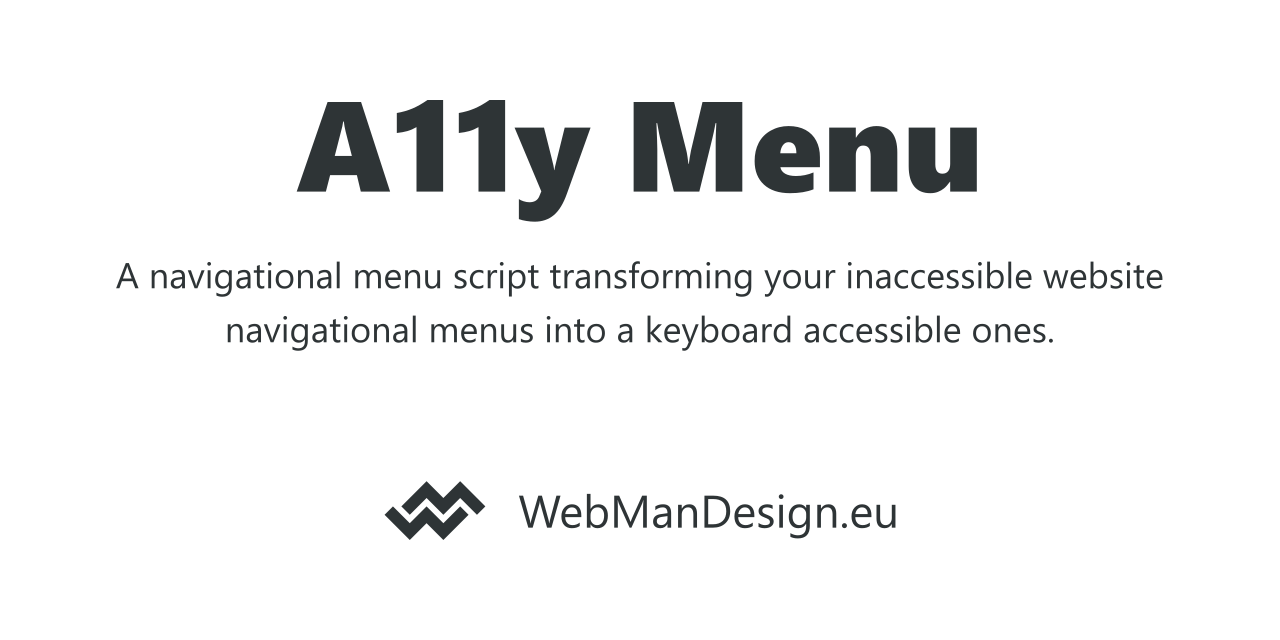 A11y Menu
A navigational menu script transforming your inaccessible website
navigational menus into a keyboard accessible ones.
WebManDesign.eu